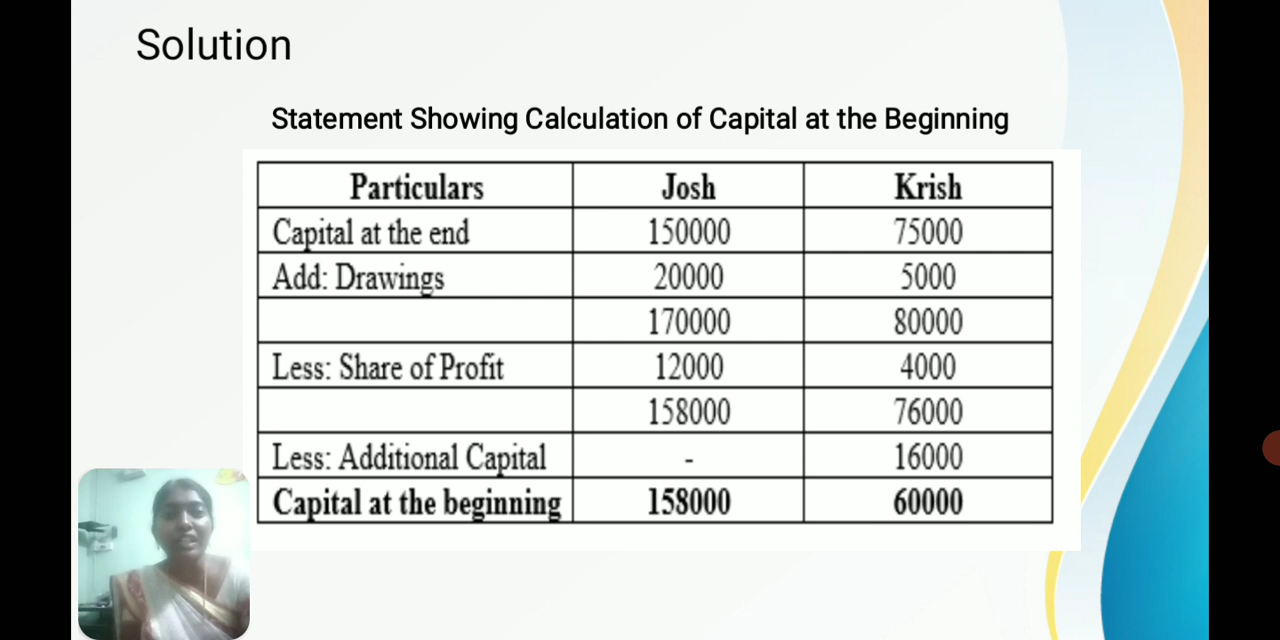 Solution
Statement Showing Calculation of Capital at the Beginning
Particulars Josh Krish
Capital at the end 150000 75000
Add: Drawings 20000 5000
170000 80000
Less: Share of Profit 12000 4000
158000 76000
Less: Additional Capital - 16000
Capital at the beginning 158000 60000